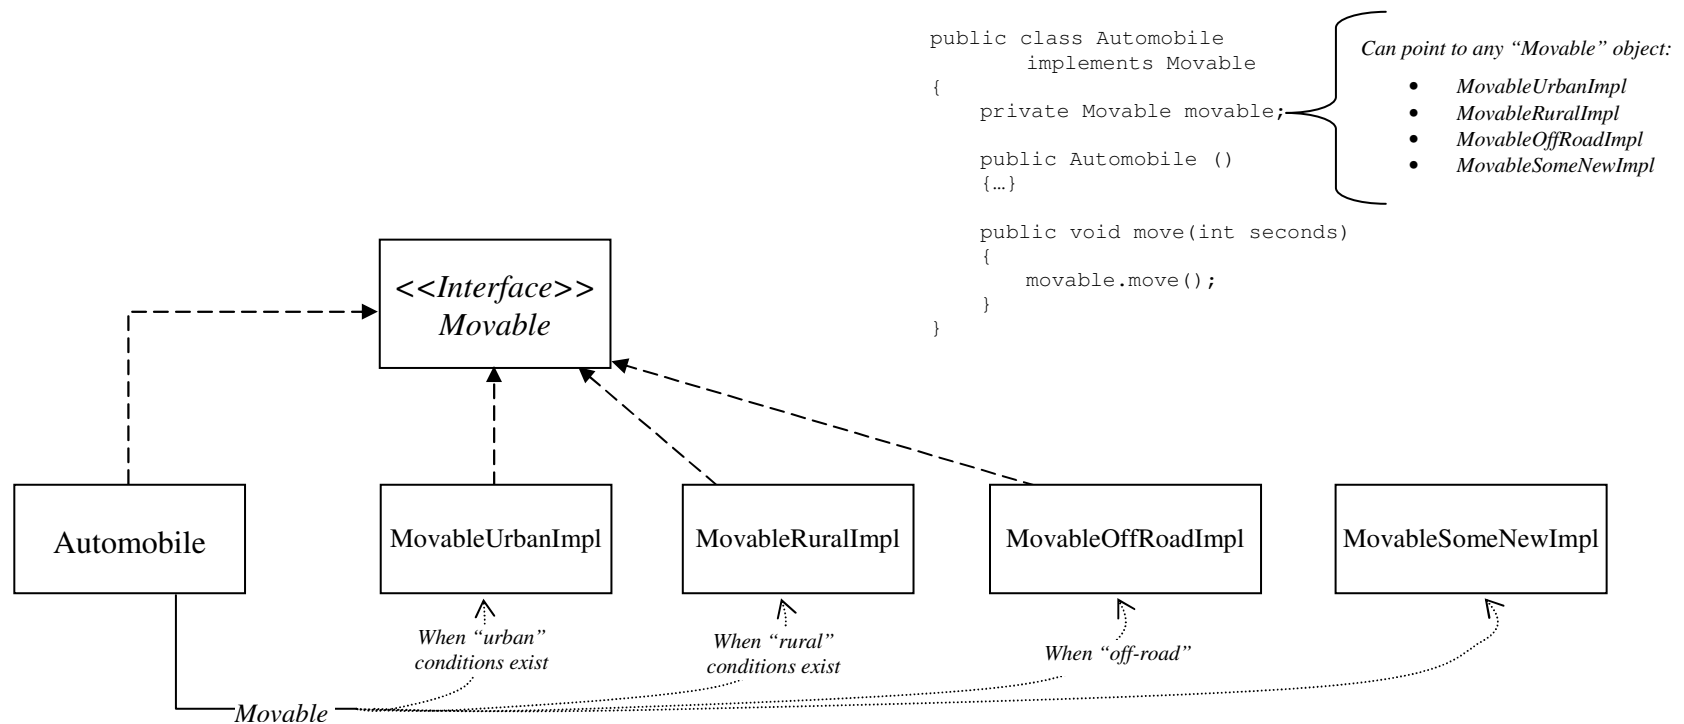 public class Automobile
implements Movable
{
private Movable movable;
public Automobile ()
{…}
public void move(int seconds)
{
movable.move();
}
}
Can point to any “Movable” object:
• MovableUrbanImpl
• MovableRuralImpl
• MovableOffRoadImpl
• MovableSomeNewImpl
<<Interface>>
Movable
Automobile
MovableUrbanImpl
MovableRuralImpl
MovableOffRoadImpl
MovableSomeNewImpl
When “urban”
conditions exist
When “rural”
conditions exist
When “off-road”
Movable